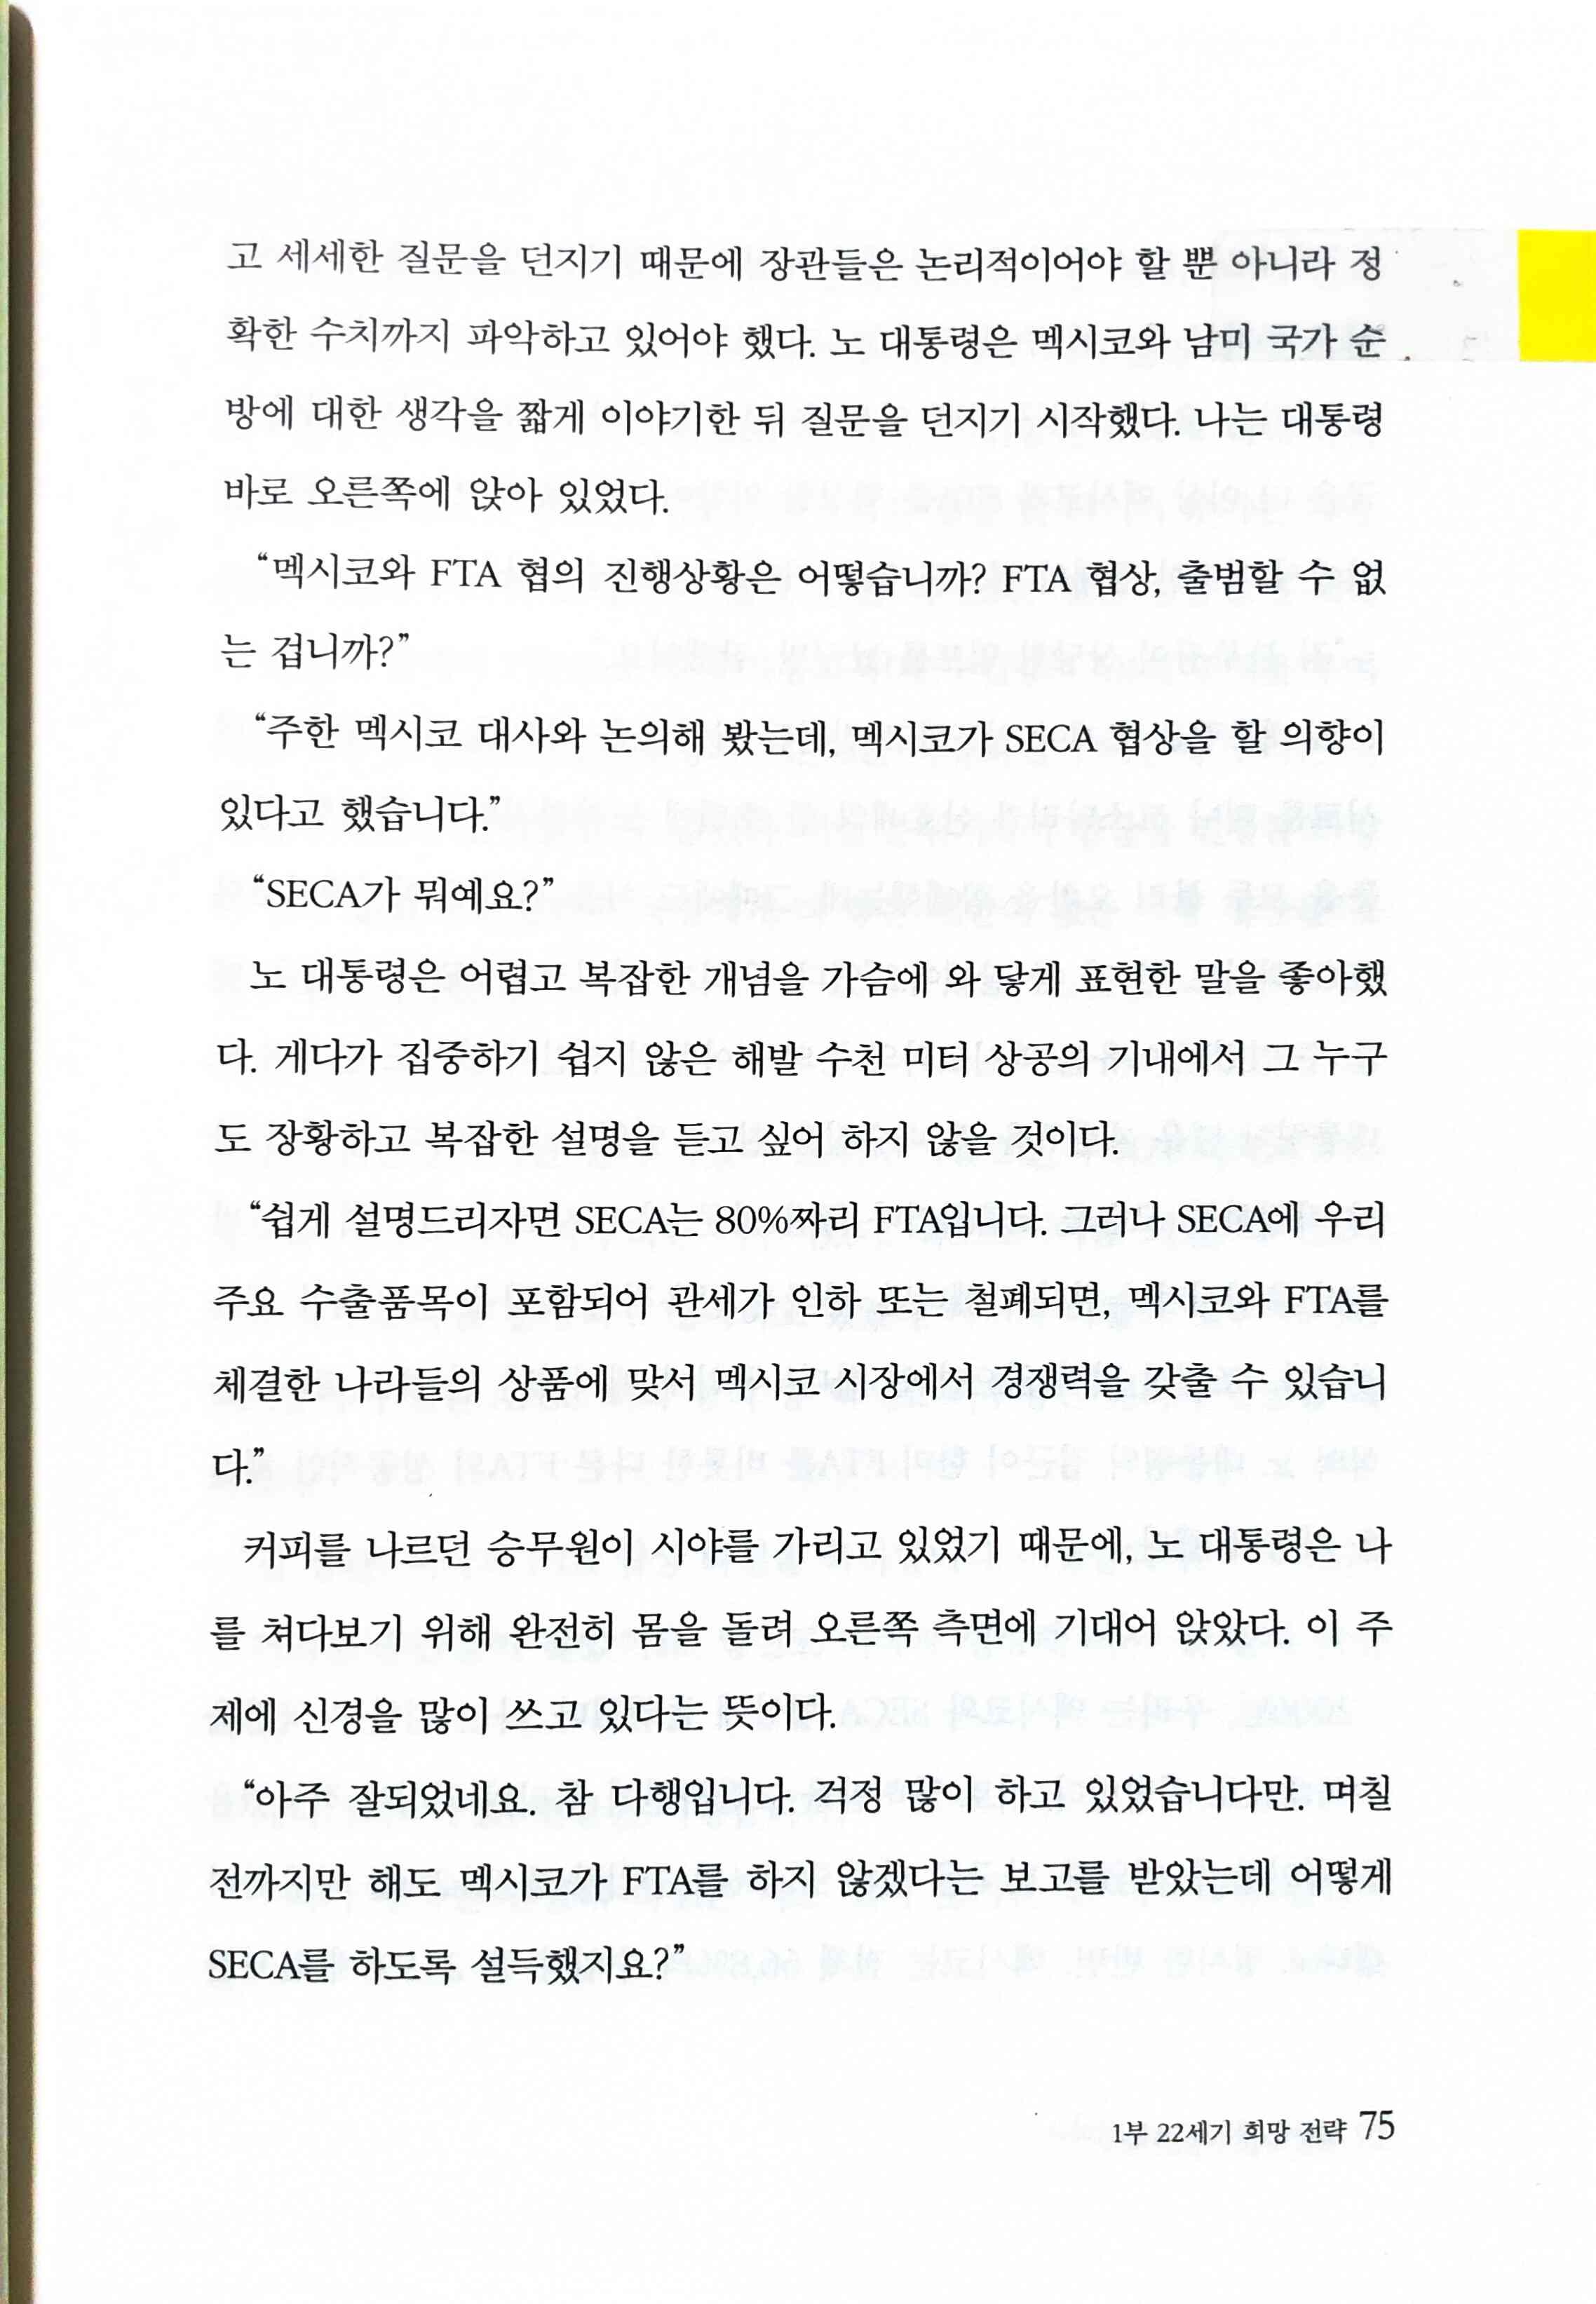 고 세세한 질문을 던지기 때문에 장관들은 논리적이어야 할 뿐 아니라 정
확한 수치까지 파악하고 있어야 했다. 노 대통령은 멕시코와 남미 국가 순
방에 대한 생각을 짧게 이야기한 뒤 질문을 던지기 시작했다. 나는 대통령
바로 오른쪽에 앉아 있었다.
“멕시코와 FTA 협의 진행상황은 어떻습니까? FTA 협상, 출범할 수 없
는 겁니까?”
“주한 멕시코 대사와 논의해 봤는데, 멕시코가 SECA 협상을 할 의향이
있다고 했습니다.”
“SECA가 뭐예요?”
노 대통령은 어렵고 복잡한 개념을 가슴에 와 닿게 표현한 말을 좋아했
다. 게다가 집중하기 쉽지 않은 해발 수천 미터 상공의 기내에서 그 누구
도 장황하고 복잡한 설명을 듣고 싶어 하지 않을 것이다.
“쉽게 설명드리자면 SECA는 80%짜리 FTA입니다. 그러나 SECA에 우리
주요 수출품목이 포함되어 관세가 인하 또는 철폐되면, 멕시코와 FTA를
체결한 나라들의 상품에 맞서 멕시코 시장에서 경쟁력을 갖출 수 있습니
다.”
커피를 나르던 승무원이 시야를 가리고 있었기 때문에, 노 대통령은 나
를 쳐다보기 위해 완전히 몸을 돌려 오른쪽 측면에 기대어 앉았다. 이 주
제에 신경을 많이 쓰고 있다는 뜻이다.
“아주 잘되었네요. 참 다행입니다. 걱정 많이 하고 있었습니다만. 며칠
전까지만 해도 멕시코가 FTA를 하지 않겠다는 보고를 받았는데 어떻게
SECA를 하도록 설득했지요?”
1부 22세기 희망 전략 75